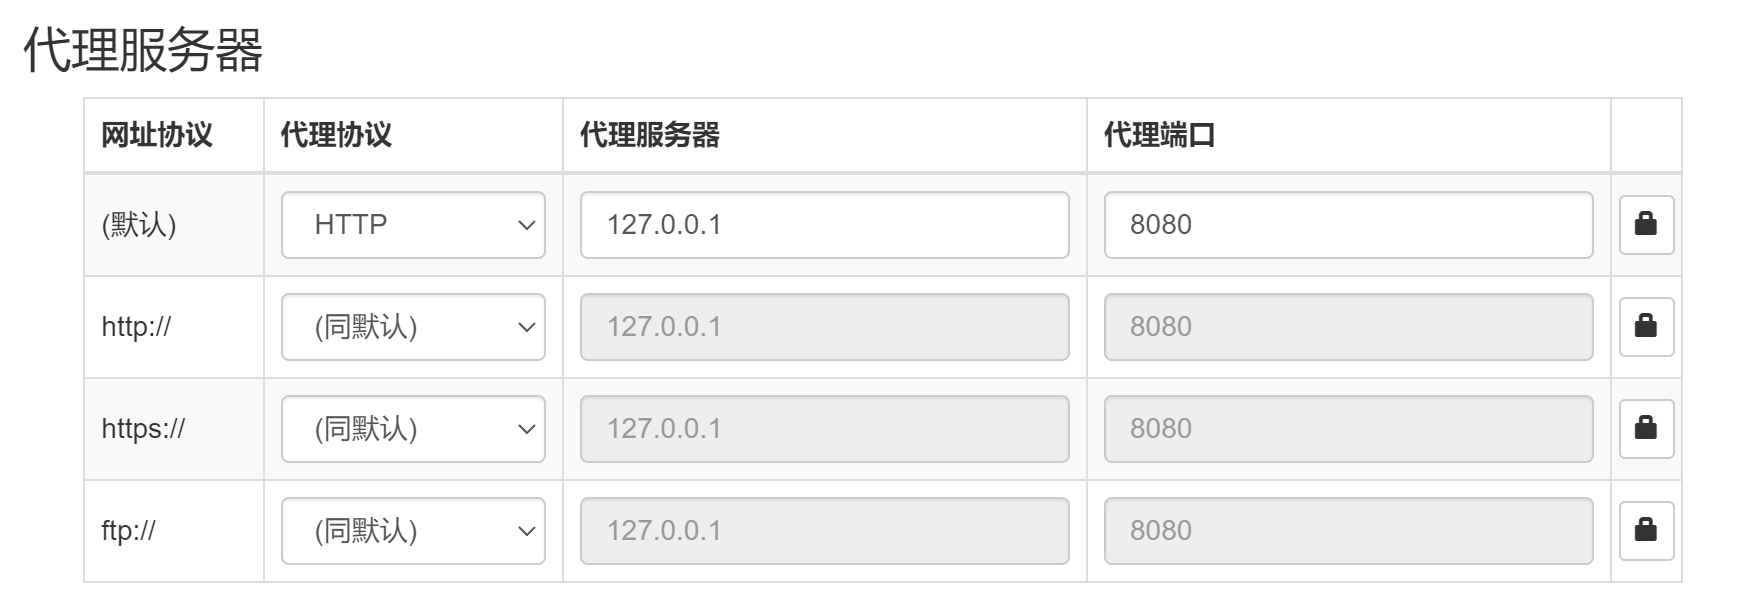 代理服务器
网址协议 代理协议 代理服务器 代理端口
(默认) HTTP 127.0.0.1 8080
http:// (同默认) 127.0.0.1 8080
https:// (同默认) 127.0.0.1 8080
ftp:// (同默认) 127.0.0.1 8080